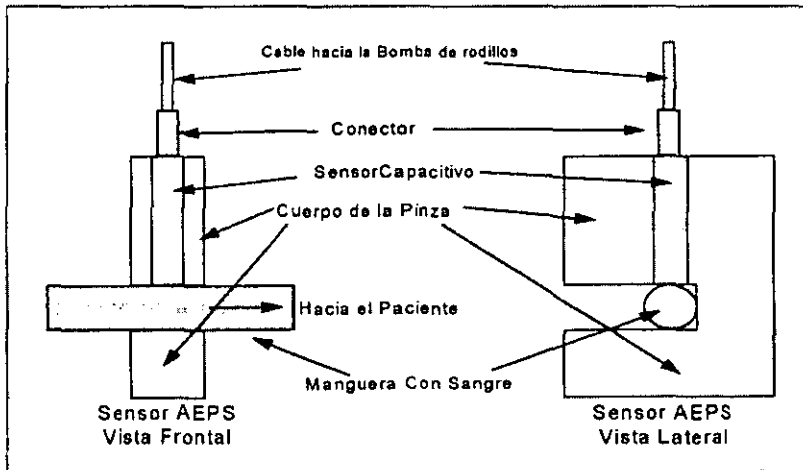 Cable hacia la Bomba de rodillos
Conector
SensorCapacitivo
Cuerpo de la Pinza
Hacia el Paciente
Manguera Con Sangre
Sensor AEPS
Vista Frontal
Sensor AEPS
Vista Lateral